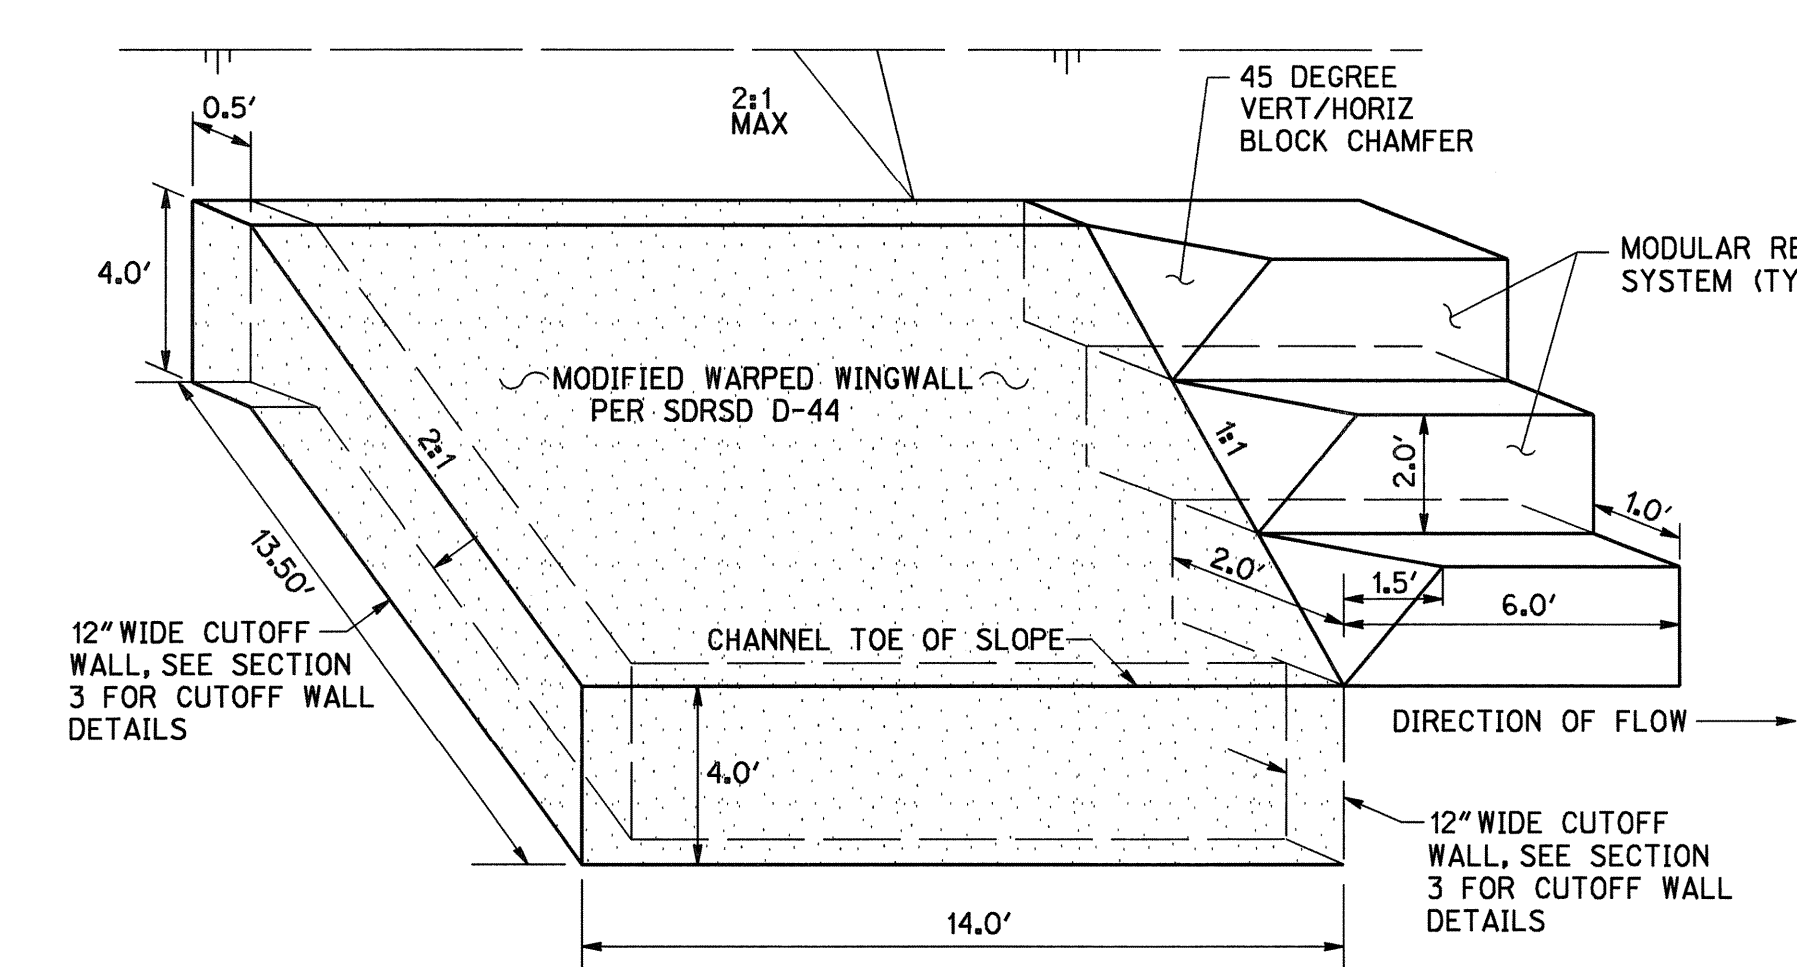 45 DEGREE
VERT/HORIZ
BLOCK CHAMFER
2:1
MAX
0.5'
4.0'
MODULAR RE
SYSTEM (TY
MODIFIED WARPED WINGWALL
PER SDRSD D-44
2:1
1:1
2.0'
1.0'
13.50'
2.0'
1.5'
6.0'
12" WIDE CUTOFF
WALL, SEE SECTION
3 FOR CUTOFF WALL
DETAILS
CHANNEL TOE OF SLOPE
DIRECTION OF FLOW
4.0'
12" WIDE CUTOFF
WALL, SEE SECTION
3 FOR CUTOFF WALL
DETAILS
14.0'